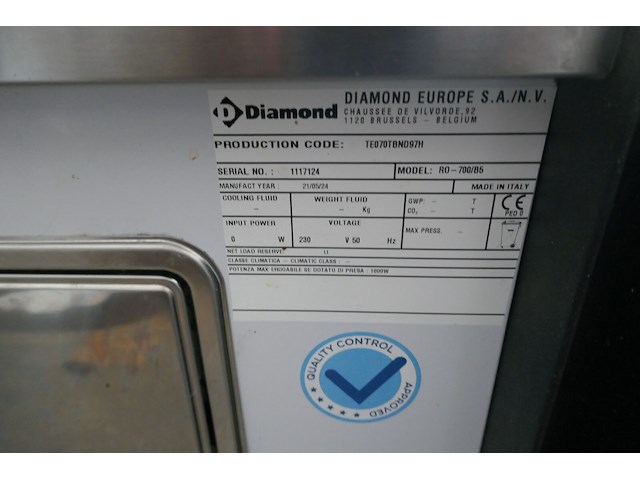 Diamond DIAMOND EUROPE S.A./N.V.
CHAUSSEE DE VILVORDE,92
1120 BRUSSELS - BELGIUM
PRODUCTION CODE: TE070TBND97H
SERIAL NO.: 1117124 MODEL: RO-700/B5
MANUFACT YEAR: 21/05/24 MADE IN ITALY
COOLING FLUID WEIGHT FLUID GWP: - T CE
- - Kg CO₂ - T PED 0
INPUT POWER VOLTAGE MAX PRESS. -
0 W 230 V 50 Hz
NET LOAD RESERVE
CLASSE CLIMATICA - CLIMATIC CLASS: -
POTENZA MAX EROGABILE SE DOTATO DI PRESA: 1000W
QUALITY CONTROL
APPROVED